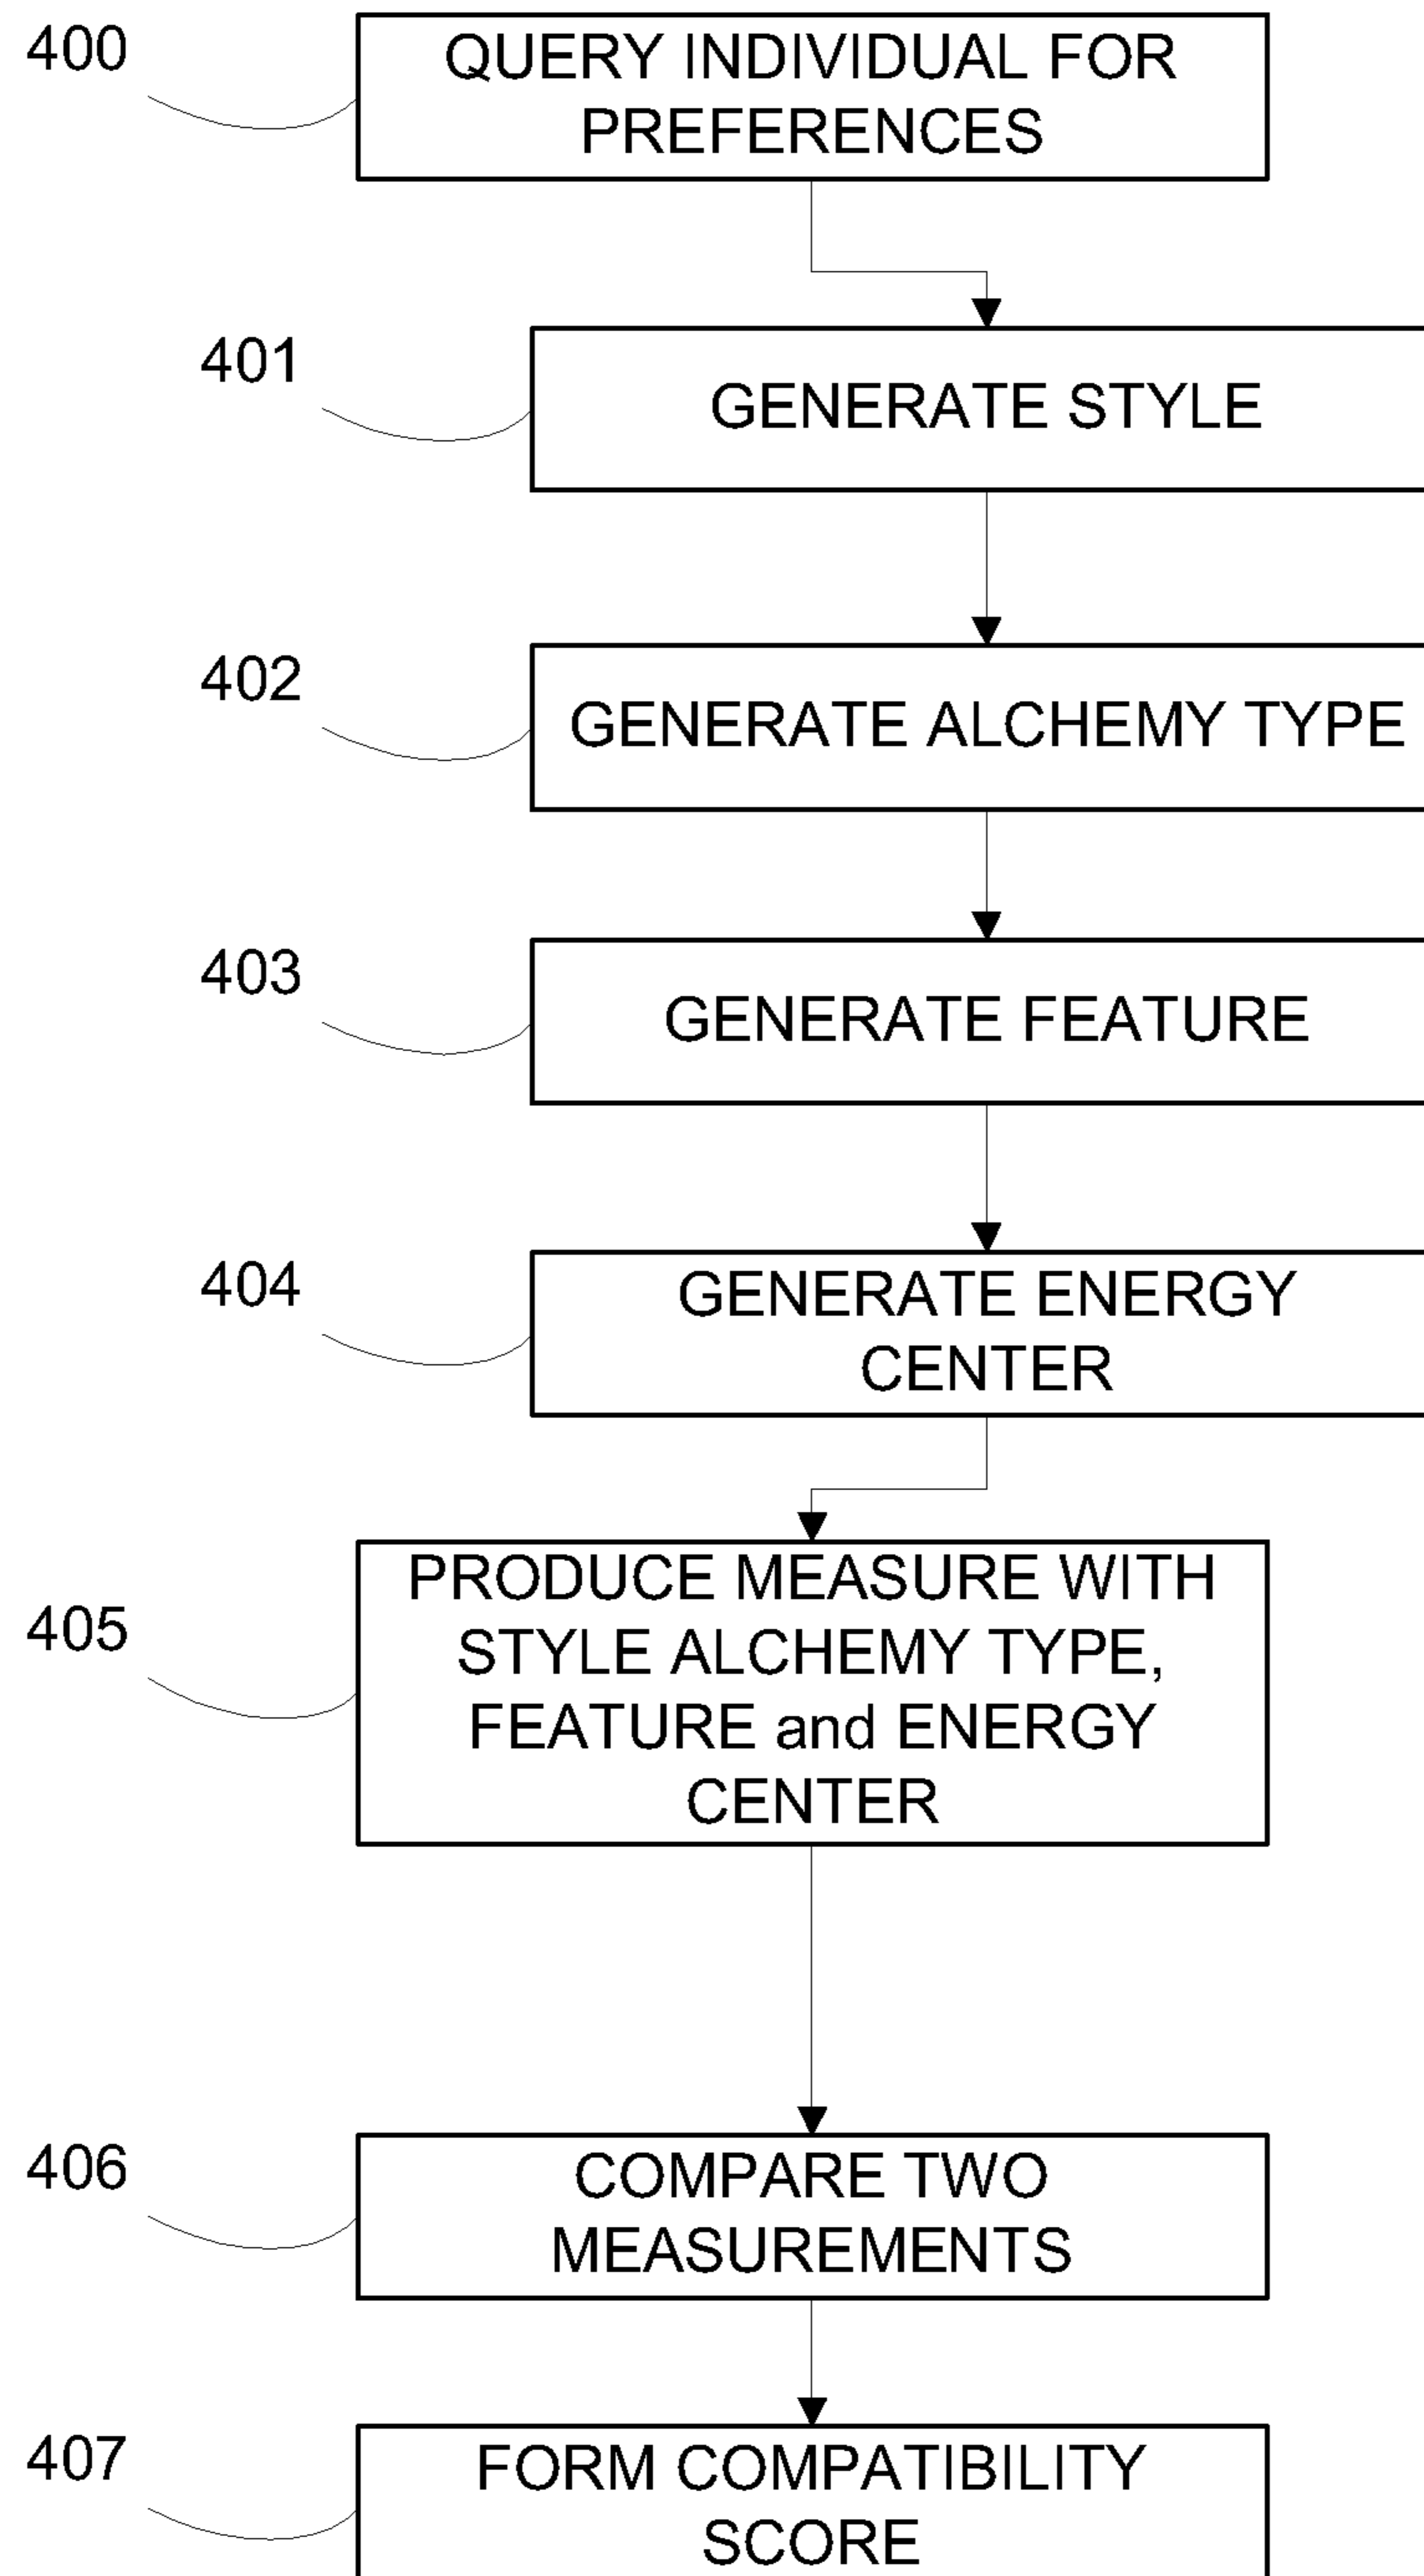 400
QUERY INDIVIDUAL FOR
PREFERENCES
401
GENERATE STYLE
402
GENERATE ALCHEMY TYPE
403
GENERATE FEATURE
404
GENERATE ENERGY
CENTER
405
PRODUCE MEASURE WITH
STYLE ALCHEMY TYPE,
FEATURE and ENERGY
CENTER
406
COMPARE TWO
MEASUREMENTS
407
FORM COMPATIBILITY
SCORE